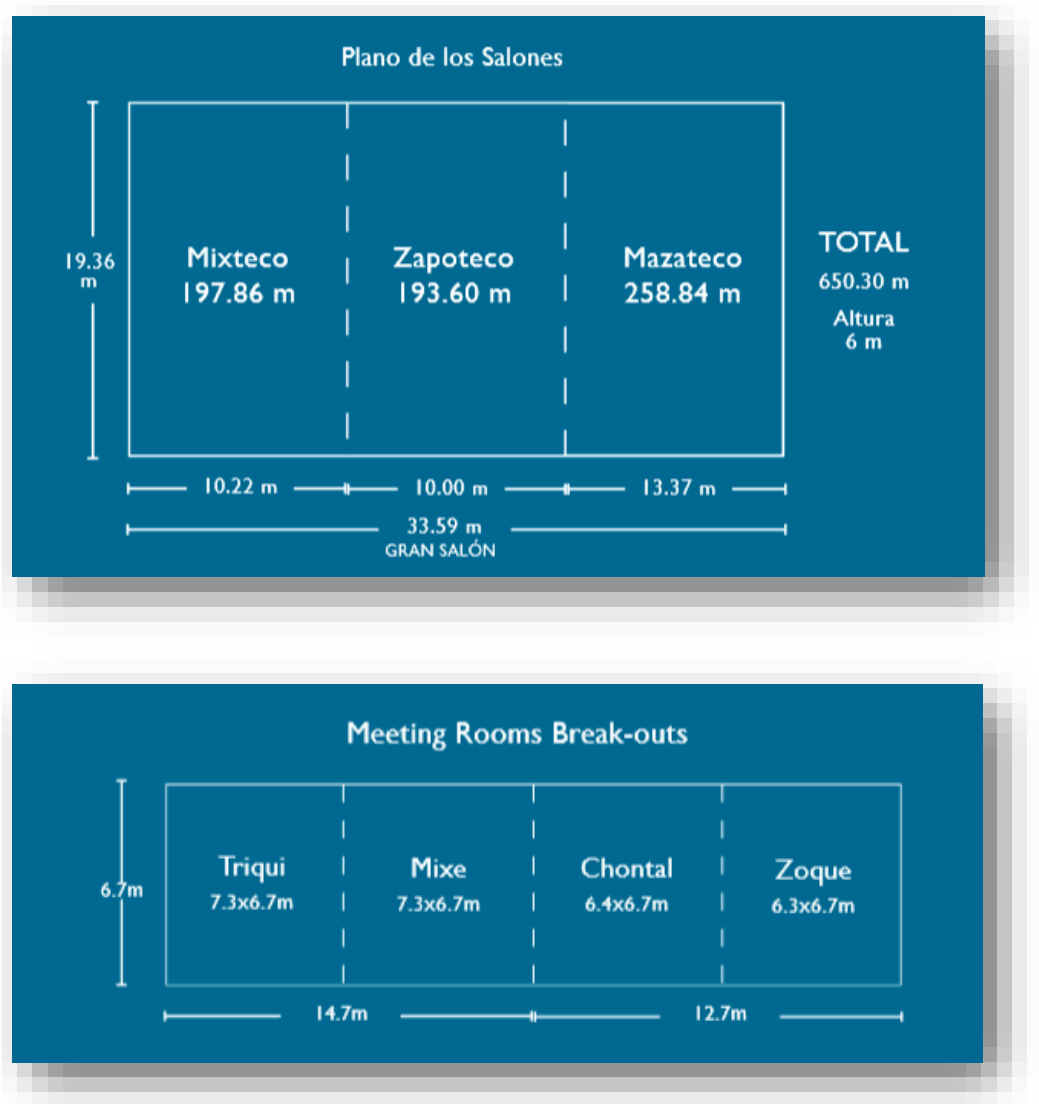 Plano de los Salones
19.36
m
Mixteco
197.86 m
Zapoteco
193.60 m
Mazateco
258.84 m
TOTAL
650.30 m
Altura
6 m
10.22 m
10.00 m
13.37 m
33.59 m
GRAN SALÓN
Meeting Rooms Break-outs
6.7m
Triqui
7.3x6.7m
Mixe
7.3x6.7m
Chontal
6.4x6.7m
Zoque
6.3x6.7m
14.7m
12.7m